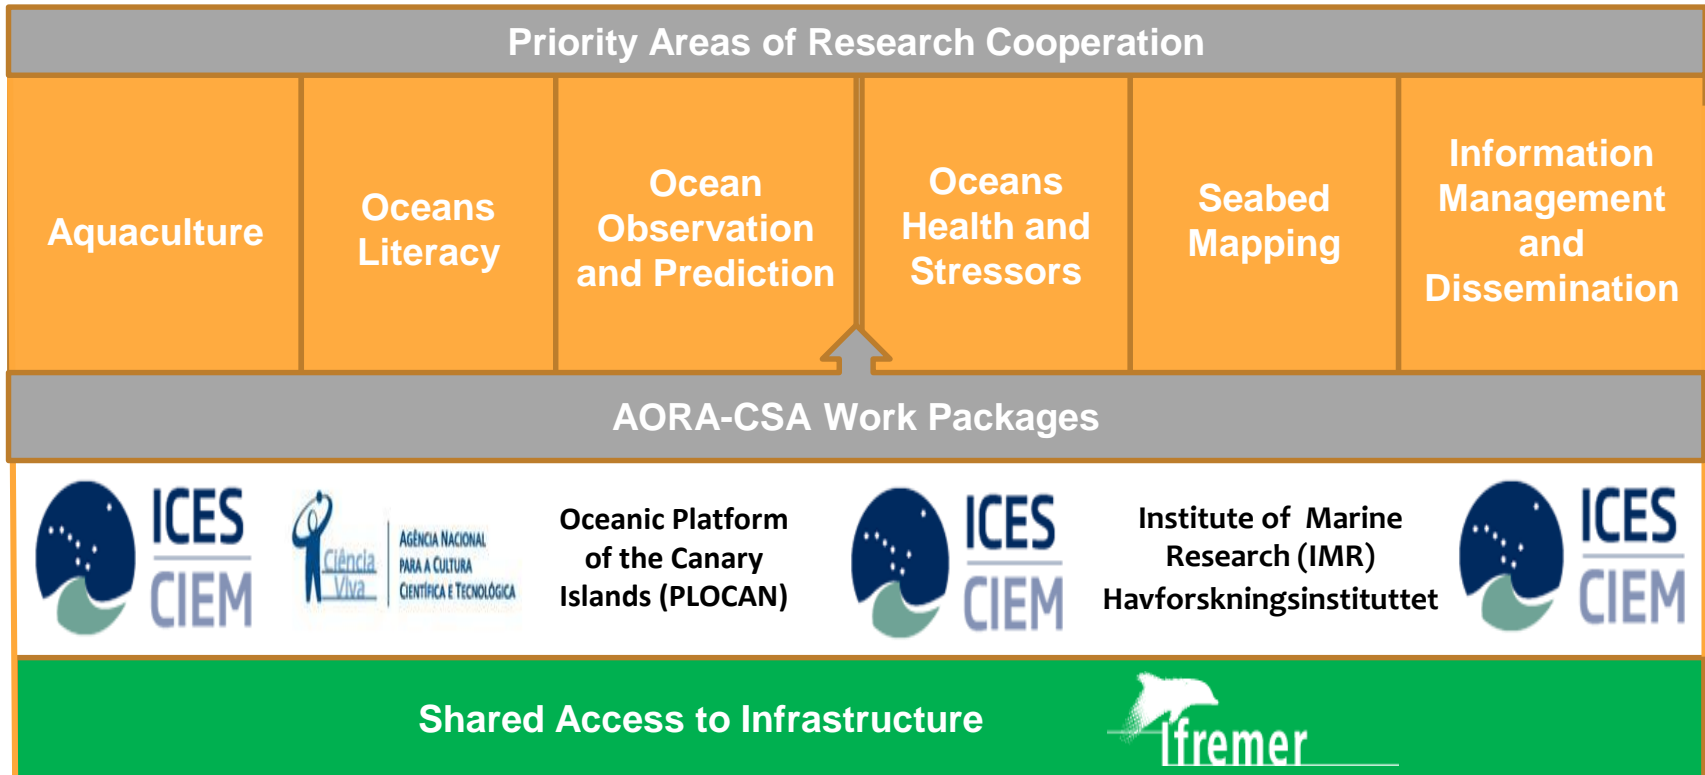 Priority Areas of Research Cooperation
Aquaculture
Oceans
Literacy
Ocean
Observation
and Prediction
Oceans
Health and
Stressors
Seabed
Mapping
Information
Management
and
Dissemination
AORA-CSA Work Packages
ICES
CIEM
Ciência
Viva
AGÊNCIA NACIONAL
PARA A CULTURA
CIENTÍFICA E TECNOLÓGICA
Oceanic Platform
of the Canary
Islands (PLOCAN)
ICES
CIEM
Institute of Marine
Research (IMR)
Havforskningsinstituttet
ICES
CIEM
Shared Access to Infrastructure
Ifremer